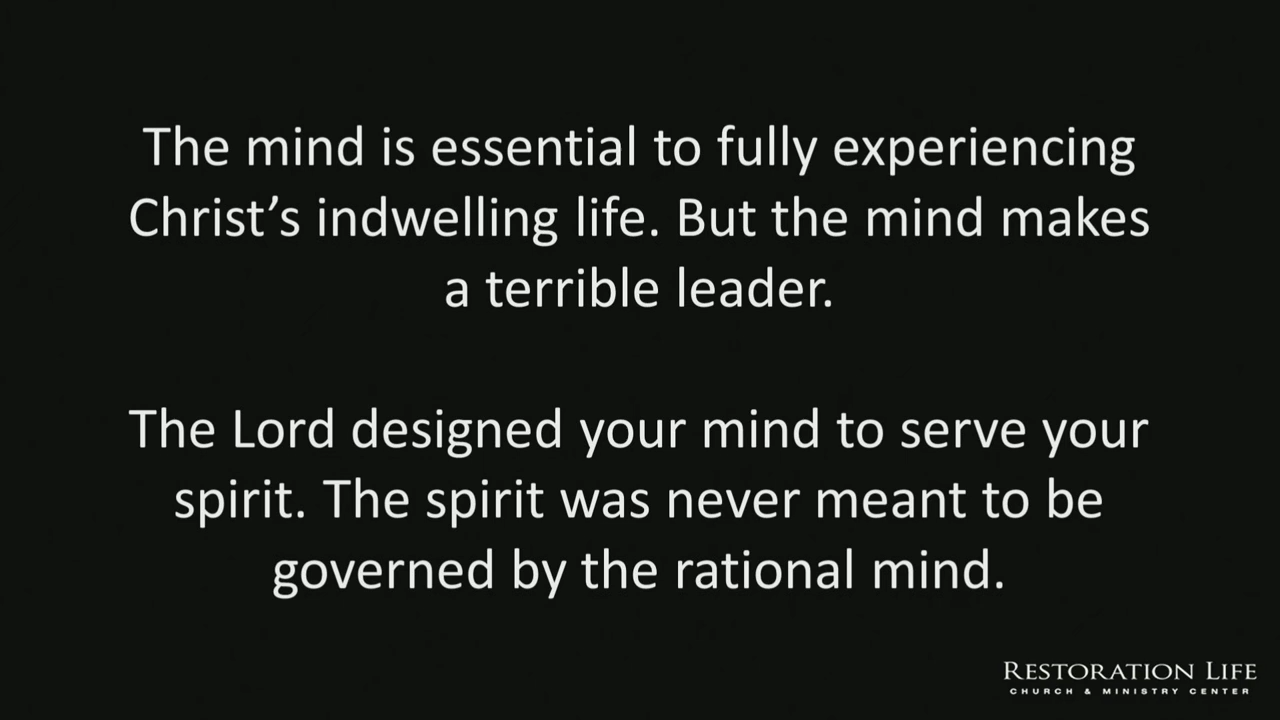 The mind is essential to fully experiencing
Christ’s indwelling life. But the mind makes
a terrible leader.
The Lord designed your mind to serve your
spirit. The spirit was never meant to be
governed by the rational mind.
RESTORATION LIFE
CHURCH & MINISTRY CENTER